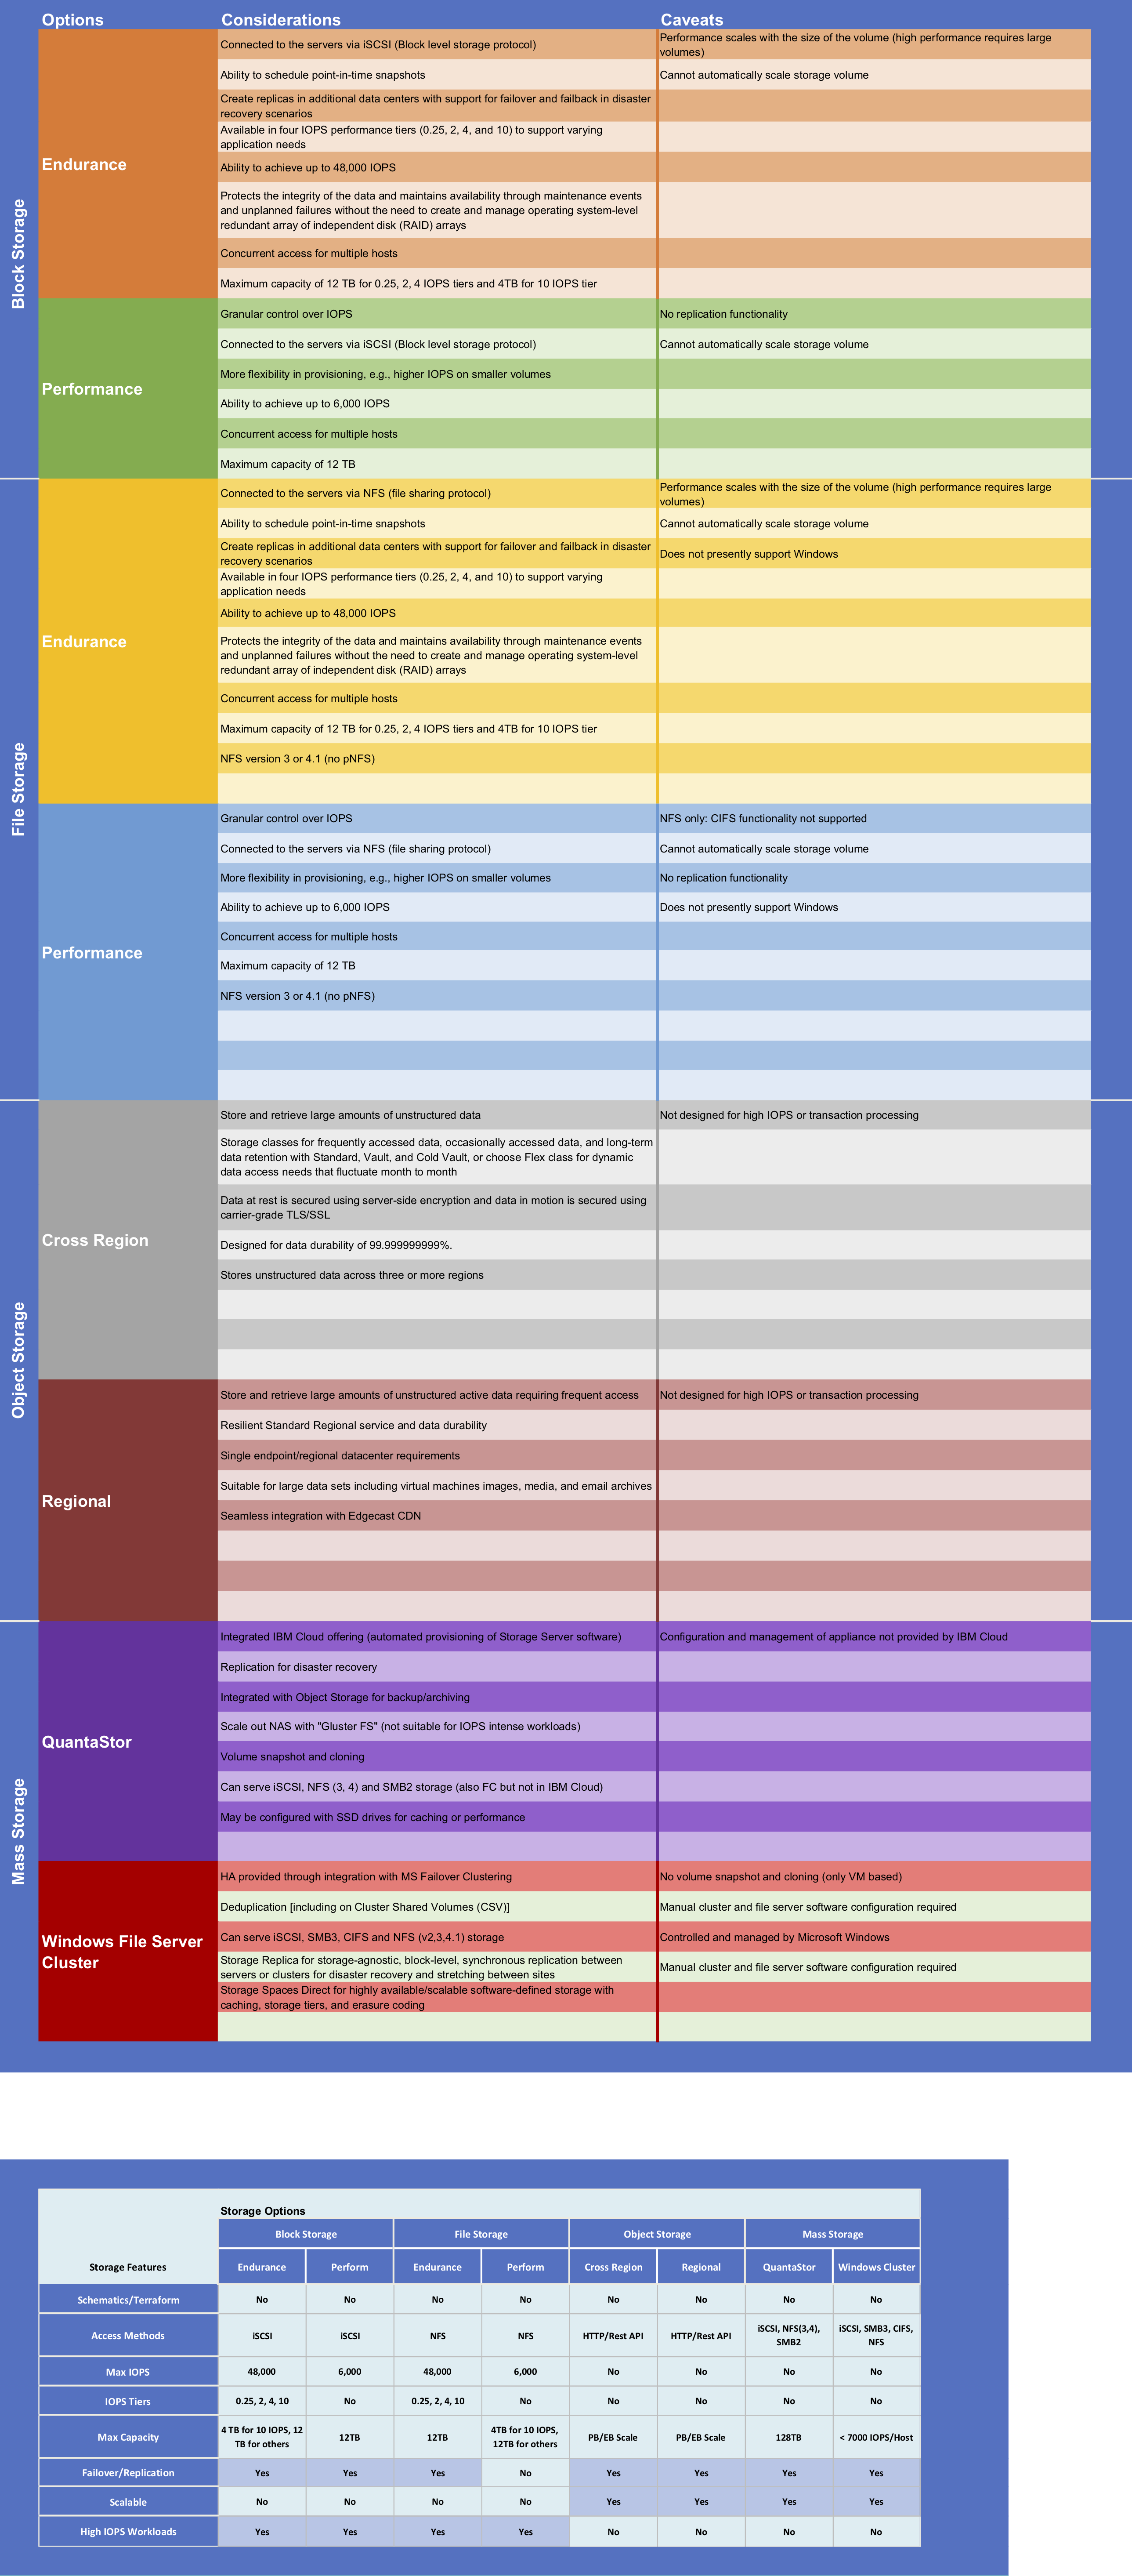 Options Considerations Caveats
Block Storage
Endurance
Connected to the servers via iSCSI (Block level storage protocol)
Performance scales with the size of the volume (high performance requires large
volumes)
Ability to schedule point-in-time snapshots
Cannot automatically scale storage volume
Create replicas in additional data centers with support for failover and failback in disaster
recovery scenarios
Available in four IOPS performance tiers (0.25, 2, 4, and 10) to support varying
application needs
Ability to achieve up to 48,000 IOPS
Protects the integrity of the data and maintains availability through maintenance events
and unplanned failures without the need to create and manage operating system-level
redundant array of independent disk (RAID) arrays
Concurrent access for multiple hosts
Maximum capacity of 12 TB for 0.25, 2, 4 IOPS tiers and 4TB for 10 IOPS tier
Performance
Granular control over IOPS
No replication functionality
Connected to the servers via iSCSI (Block level storage protocol)
Cannot automatically scale storage volume
More flexibility in provisioning, e.g., higher IOPS on smaller volumes
Ability to achieve up to 6,000 IOPS
Concurrent access for multiple hosts
Maximum capacity of 12 TB
File Storage
Endurance
Connected to the servers via NFS (file sharing protocol)
Performance scales with the size of the volume (high performance requires large
volumes)
Ability to schedule point-in-time snapshots
Cannot automatically scale storage volume
Create replicas in additional data centers with support for failover and failback in disaster
recovery scenarios
Does not presently support Windows
Available in four IOPS performance tiers (0.25, 2, 4, and 10) to support varying
application needs
Ability to achieve up to 48,000 IOPS
Protects the integrity of the data and maintains availability through maintenance events
and unplanned failures without the need to create and manage operating system-level
redundant array of independent disk (RAID) arrays
Concurrent access for multiple hosts
Maximum capacity of 12 TB for 0.25, 2, 4 IOPS tiers and 4TB for 10 IOPS tier
NFS version 3 or 4.1 (no pNFS)
Performance
Granular control over IOPS
NFS only: CIFS functionality not supported
Connected to the servers via NFS (file sharing protocol)
Cannot automatically scale storage volume
More flexibility in provisioning, e.g., higher IOPS on smaller volumes
No replication functionality
Ability to achieve up to 6,000 IOPS
Does not presently support Windows
Concurrent access for multiple hosts
Maximum capacity of 12 TB
NFS version 3 or 4.1 (no pNFS)
Object Storage
Cross Region
Store and retrieve large amounts of unstructured data
Not designed for high IOPS or transaction processing
Storage classes for frequently accessed data, occasionally accessed data, and long-term
data retention with Standard, Vault, and Cold Vault, or choose Flex class for dynamic
data access needs that fluctuate month to month
Data at rest is secured using server-side encryption and data in motion is secured using
carrier-grade TLS/SSL
Designed for data durability of 99.999999999%.
Stores unstructured data across three or more regions
Regional
Store and retrieve large amounts of unstructured active data requiring frequent access
Not designed for high IOPS or transaction processing
Resilient Standard Regional service and data durability
Single endpoint/regional datacenter requirements
Suitable for large data sets including virtual machines images, media, and email archives
Seamless integration with Edgecast CDN
Mass Storage
QuantaStor
Integrated IBM Cloud offering (automated provisioning of Storage Server software)
Configuration and management of appliance not provided by IBM Cloud
Replication for disaster recovery
Integrated with Object Storage for backup/archiving
Scale out NAS with "Gluster FS" (not suitable for IOPS intense workloads)
Volume snapshot and cloning
Can serve iSCSI, NFS (3, 4) and SMB2 storage (also FC but not in IBM Cloud)
May be configured with SSD drives for caching or performance
Windows File Server
Cluster
HA provided through integration with MS Failover Clustering
No volume snapshot and cloning (only VM based)
Deduplication [including on Cluster Shared Volumes (CSV)]
Manual cluster and file server software configuration required
Can serve iSCSI, SMB3, CIFS and NFS (v2,3,4.1) storage
Controlled and managed by Microsoft Windows
Storage Replica for storage-agnostic, block-level, synchronous replication between
servers or clusters for disaster recovery and stretching between sites
Manual cluster and file server software configuration required
Storage Spaces Direct for highly available/scalable software-defined storage with
caching, storage tiers, and erasure coding
Storage Options
Block Storage File Storage Object Storage Mass Storage
Storage Features Endurance Perform Endurance Perform Cross Region Regional QuantaStor Windows Cluster
Schematics/Terraform No No No No No No No No
Access Methods iSCSI iSCSI NFS NFS HTTP/Rest API HTTP/Rest API iSCSI, NFS(3,4), SMB2 iSCSI, SMB3, CIFS, NFS
Max IOPS 48,000 6,000 48,000 6,000 No No No No
IOPS Tiers 0.25, 2, 4, 10 No 0.25, 2, 4, 10 No No No No No
Max Capacity 4 TB for 10 IOPS, 12 TB for others 12TB 12TB 4TB for 10 IOPS, 12TB for others PB/EB Scale PB/EB Scale 128TB < 7000 IOPS/Host
Failover/Replication Yes Yes Yes No Yes Yes Yes Yes
Scalable No No No No Yes Yes Yes Yes
High IOPS Workloads Yes Yes Yes Yes No No No No